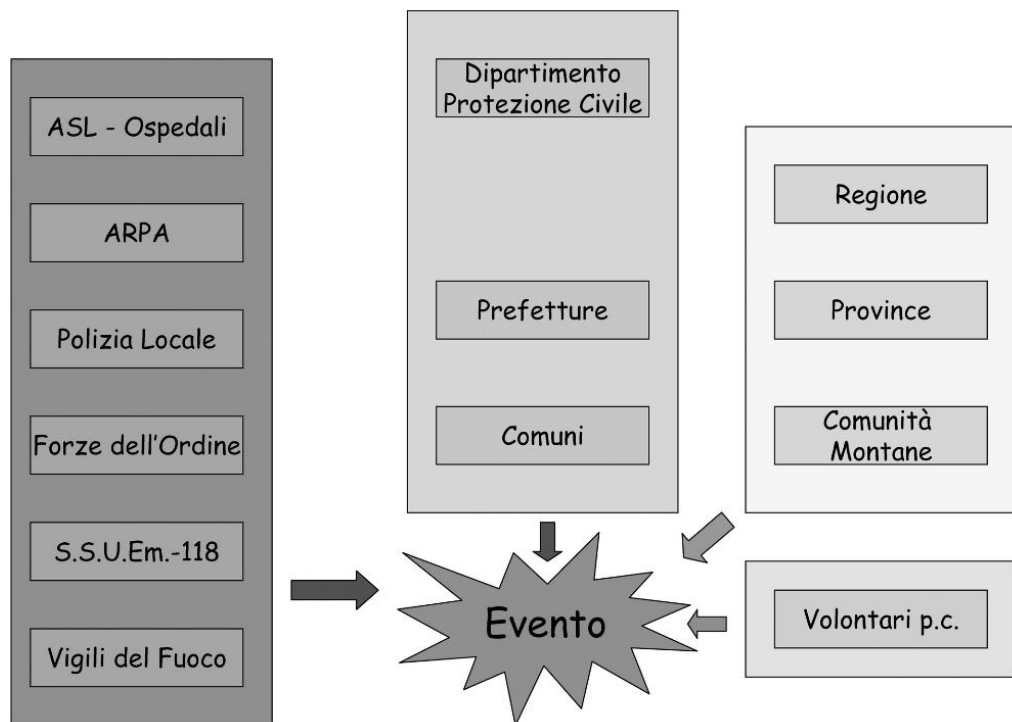 ASL - Ospedali
ARPA
Polizia Locale
Forze dell'Ordine
S.S.U.Em.-118
Vigili del Fuoco
Dipartimento
Protezione Civile
Prefetture
Comuni
Regione
Province
Comunità
Montane
Volontari p.c.
Evento